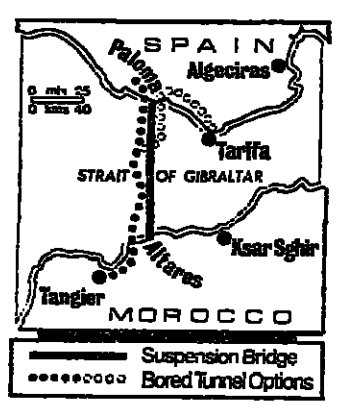 SPAIN
Paloma
Algeciras
0 mls 25
0 kms 40
Tarifa
STRAIT OF GIBRALTAR
Ksar Sghir
Altares
Tangier
MOROCCO
Suspension Bridge
Bored Tunnel Options